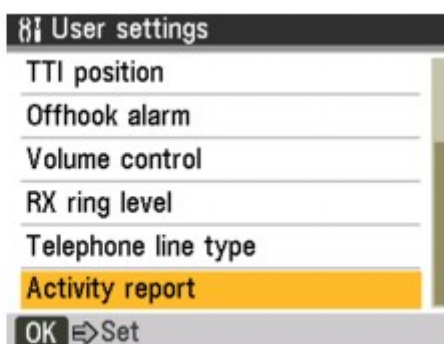 User settings
TTI position
Offhook alarm
Volume control
RX ring level
Telephone line type
Activity report
OK Set